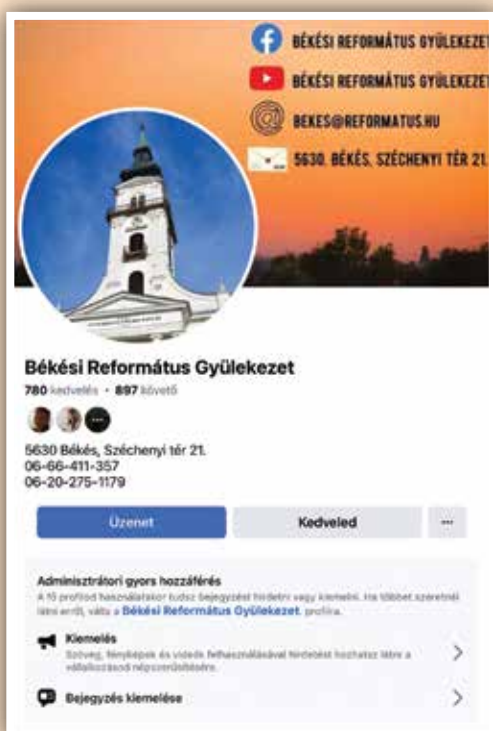 BÉKÉSI REFORMÁTUS GYÜLEKEZET
BÉKÉSI REFORMÁTUS GYÜLEKEZET
BEKES@REFORMATUS.HU
5630. BÉKÉS, SZÉCHENYI TÉR 21.
Békési Református Gyülekezet
780 kedvelés • 897 követő
5630 Békés, Széchenyi tér 21.
06-66-411-357
06-20-275-1179
Üzenet
Kedveled
Adminisztrátori gyors hozzáférés
A fő profilod használatakor tudsz bejegyzést hirdetni vagy kiemelni. Ha többet szeretnél
látni erről, válts a Békési Református Gyülekezet. profilra.
Kiemelés
Szöveg, fényképek és videók felhasználásával hirdetést hozhatsz létre a
vállalkozásod népszerűsítésére.
Bejegyzés kiemelése